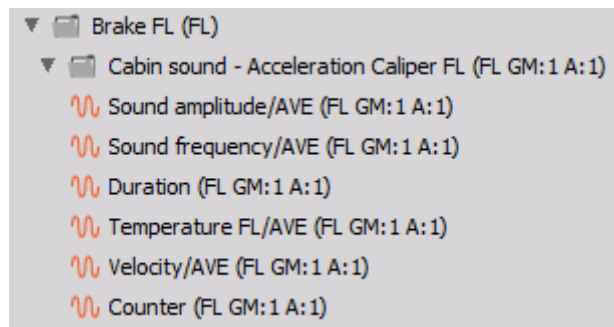 Brake FL (FL)
Cabin sound - Acceleration Caliper FL (FL GM:1 A:1)
Sound amplitude/AVE (FL GM:1 A:1)
Sound frequency/AVE (FL GM:1 A:1)
Duration (FL GM:1 A:1)
Temperature FL/AVE (FL GM:1 A:1)
Velocity/AVE (FL GM:1 A:1)
Counter (FL GM:1 A:1)